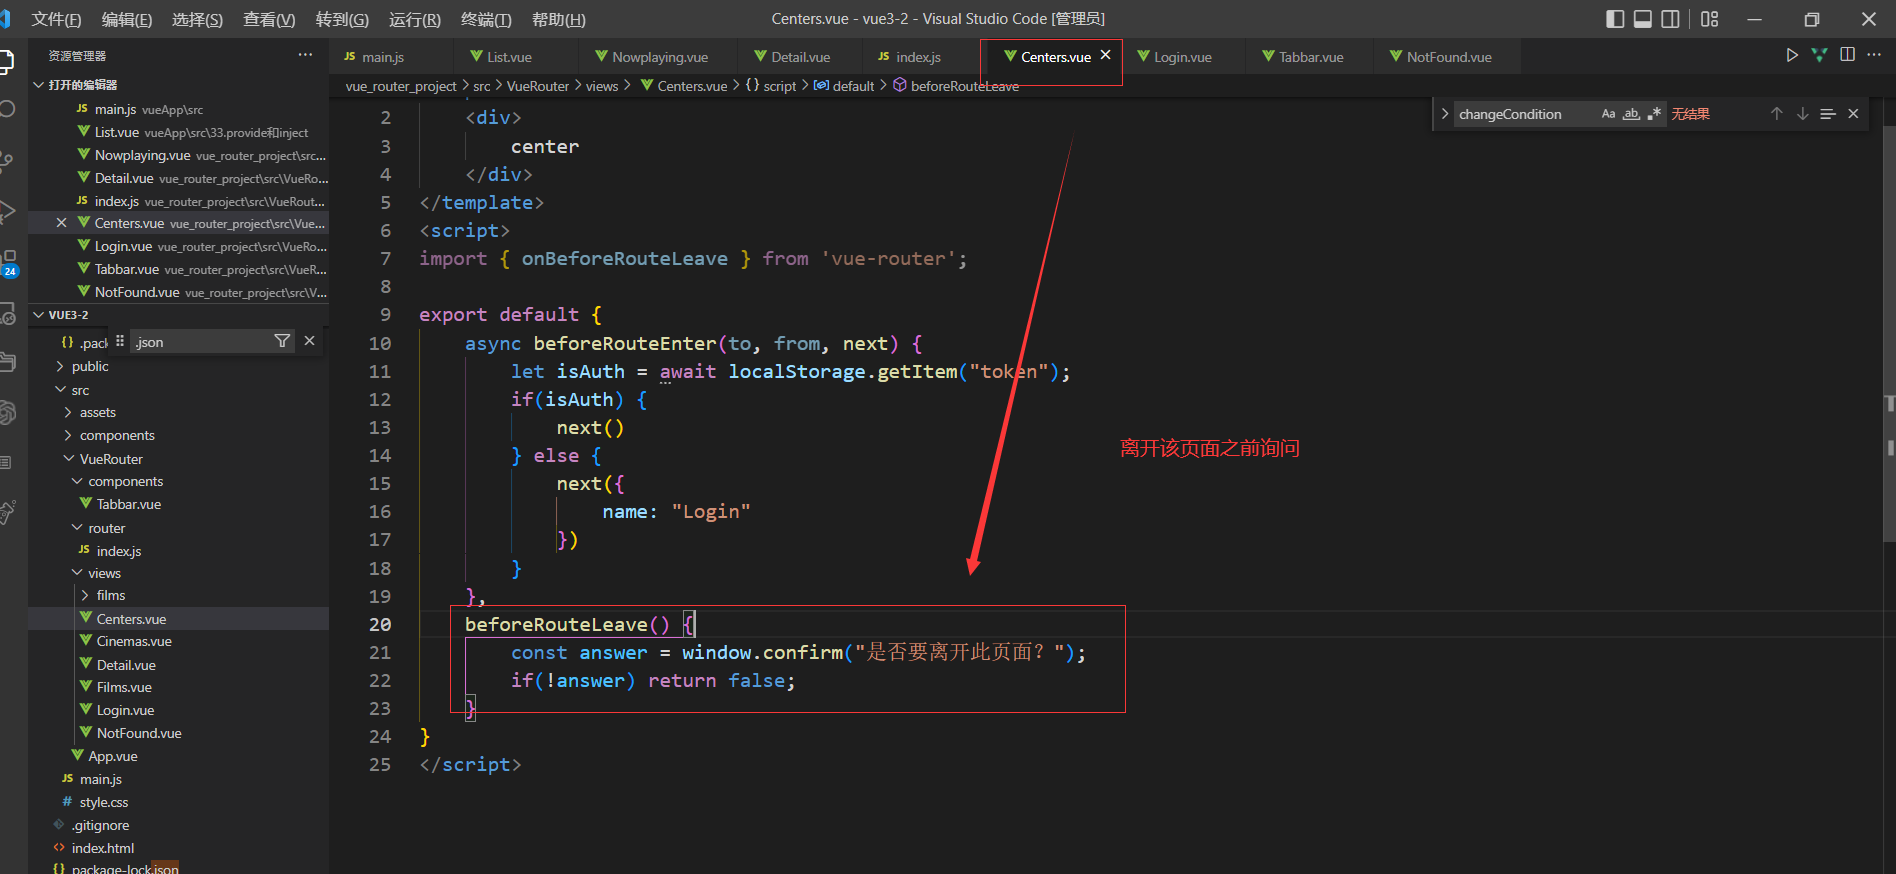 文件(F) 编辑(E) 选择(S) 查看(V) 转到(G) 运行(R) 终端(T) 帮助(H) Centers.vue - vue3-2 - Visual Studio Code [管理员]
资源管理器 ···
JS main.js List.vue Nowplaying.vue Detail.vue JS index.js Centers.vue Login.vue Tabbar.vue NotFound.vue
打开的编辑器
JS main.js vueApp\src
List.vue vueApp\src\33.provide和inject
Nowplaying.vue vue_router_project\src...
Detail.vue vue_router_project\src\VueRo...
JS index.js vue_router_project\src\VueRout...
Centers.vue vue_router_project\src\Vue...
Login.vue vue_router_project\src\VueRo...
Tabbar.vue vue_router_project\src\VueR...
NotFound.vue vue_router_project\src\V...
24
VUE3-2
{} .pack
.json
public
src
assets
components
VueRouter
components
Tabbar.vue
router
JS index.js
views
films
Centers.vue
Cinemas.vue
Detail.vue
Films.vue
Login.vue
NotFound.vue
App.vue
JS main.js
# style.css
.gitignore
<> index.html
{} package-lock.json
vue_router_project > src > VueRouter > views > Centers.vue > {} script > default > beforeRouteLeave
changeCondition Aa ab .* 无结果
2 <div>
3 center
4 </div>
5 </template>
6 <script>
7 import { onBeforeRouteLeave } from 'vue-router';
8
9 export default {
10 async beforeRouteEnter(to, from, next) {
11 let isAuth = await localStorage.getItem("token");
12 if(isAuth) {
13 next()
14 } else {
15 next({
16 name: "Login"
17 })
18 }
19 },
20 beforeRouteLeave() {
21 const answer = window.confirm("是否要离开此页面？");
22 if(!answer) return false;
23 }
24 }
25 </script>
离开该页面之前询问